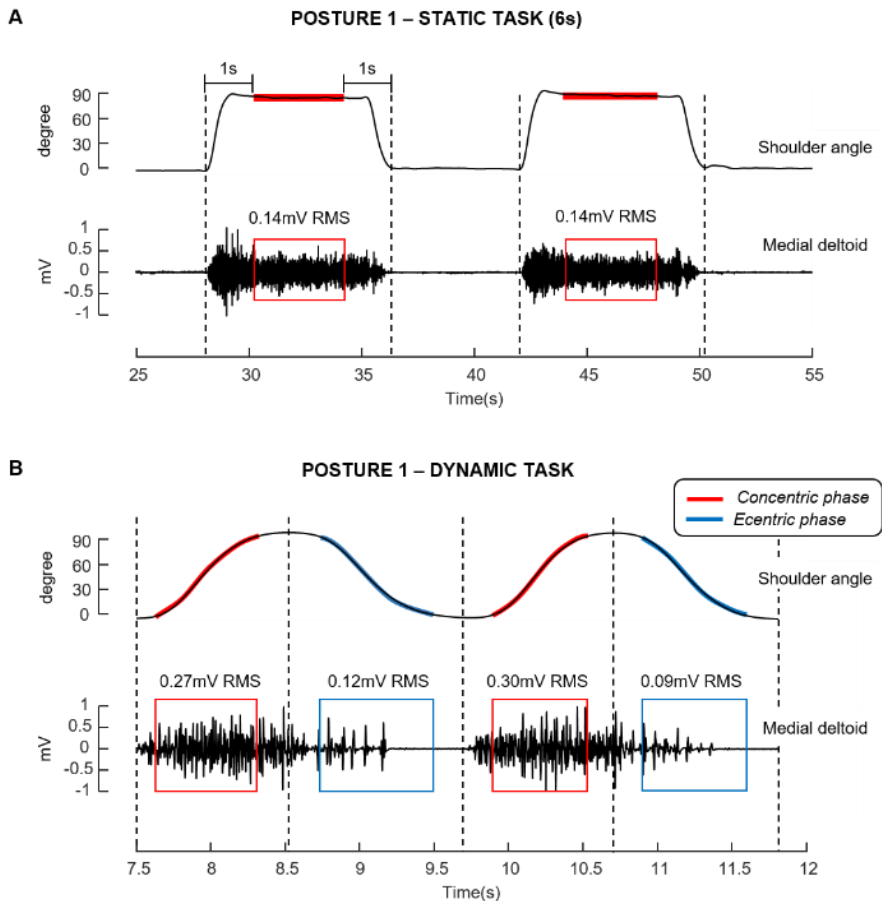 A
POSTURE 1 – STATIC TASK (6s)
1s
1s
90
60
30
0
degree
Shoulder angle
0.14mV RMS
0.14mV RMS
1
0.5
0
-0.5
-1
mV
Medial deltoid
25 30 35 40 45 50 55
Time(s)
B
POSTURE 1 – DYNAMIC TASK
Concentric phase
Ecentric phase
90
60
30
0
degree
Shoulder angle
0.27mV RMS
0.12mV RMS
0.30mV RMS
0.09mV RMS
1
0.5
0
-0.5
-1
mV
Medial deltoid
7.5 8 8.5 9 9.5 10 10.5 11 11.5 12
Time(s)